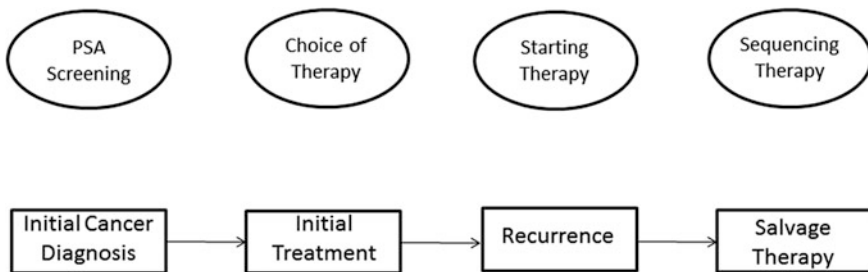 PSA
Screening
Choice of
Therapy
Starting
Therapy
Sequencing
Therapy
Initial Cancer
Diagnosis
Initial
Treatment
Recurrence
Salvage
Therapy